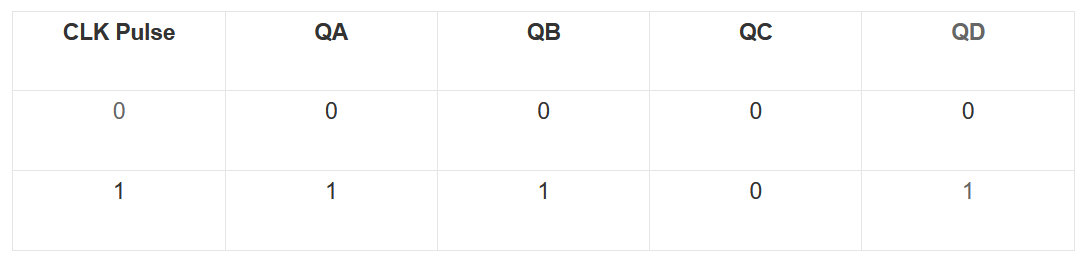 CLK Pulse QA QB QC QD
0 0 0 0 0
1 1 1 0 1